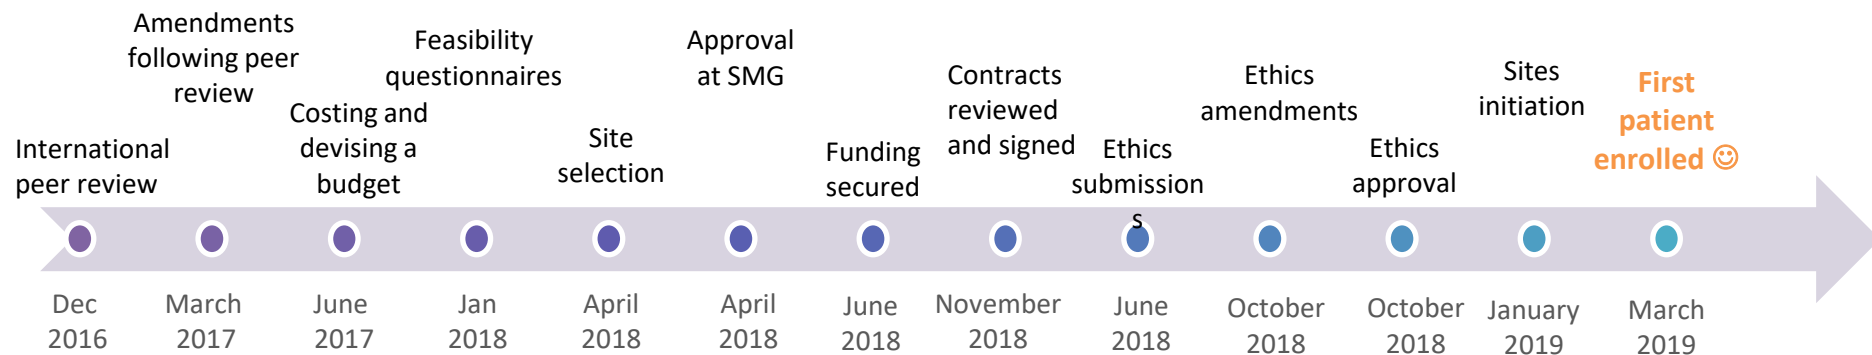 International
peer review
Amendments
following peer
review
Costing and
devising a
budget
Feasibility
questionnaires
Site
selection
Approval
at SMG
Funding
secured
Contracts
reviewed
and signed
Ethics
submission
s
Ethics
amendments
Ethics
approval
Sites
initiation
First
patient
enrolled ☺
Dec
2016
March
2017
June
2017
Jan
2018
April
2018
April
2018
June
2018
November
2018
June
2018
October
2018
October
2018
January
2019
March
2019